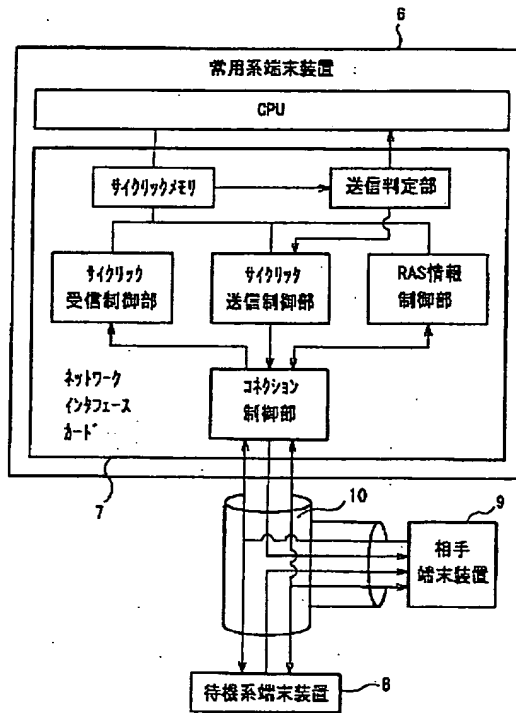 6
常用系端末装置
CPU
サイクリックメモリ
送信判定部
サイクリック
受信制御部
サイクリッタ
送信制御部
RAS情報
制御部
ネットワーク
インタフェース
カード
コネクション
制御部
7
10
9
相手
端末装置
待機系端末装置
8